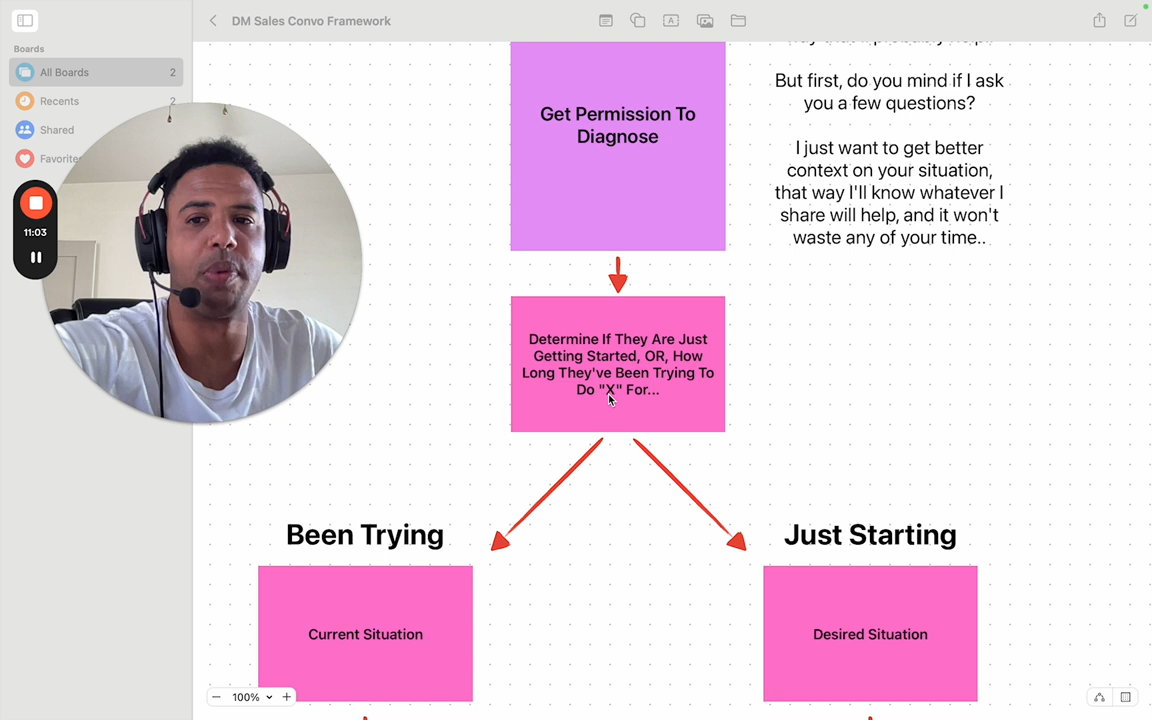 DM Sales Convo Framework
Boards
All Boards 2
Recents 2
Shared
Favorites
11:03
Get Permission To
Diagnose
But first, do you mind if I ask
you a few questions?
I just want to get better
context on your situation,
that way I'll know whatever I
share will help, and it won't
waste any of your time..
Determine If They Are Just
Getting Started, OR, How
Long They've Been Trying To
Do "X" For...
Been Trying
Just Starting
Current Situation
Desired Situation
100%